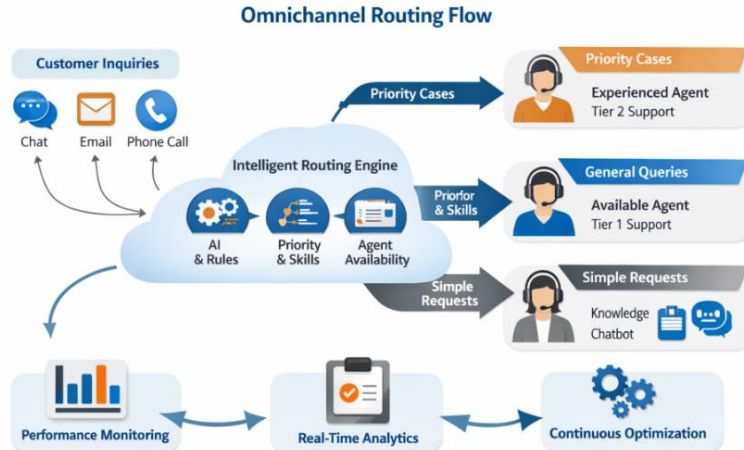 Omnichannel Routing Flow
Customer Inquiries
Chat
Email
Phone Call
Intelligent Routing Engine
AI
& Rules
Priority
& Skills
Agent
Availability
Priority Cases
Priorfor
& Skills
Simple
Requests
Priority Cases
Experienced Agent
Tier 2 Support
General Queries
Available Agent
Tier 1 Support
Simple Requests
Knowledge
Chatbot
Performance Monitoring
Real-Time Analytics
Continuous Optimization